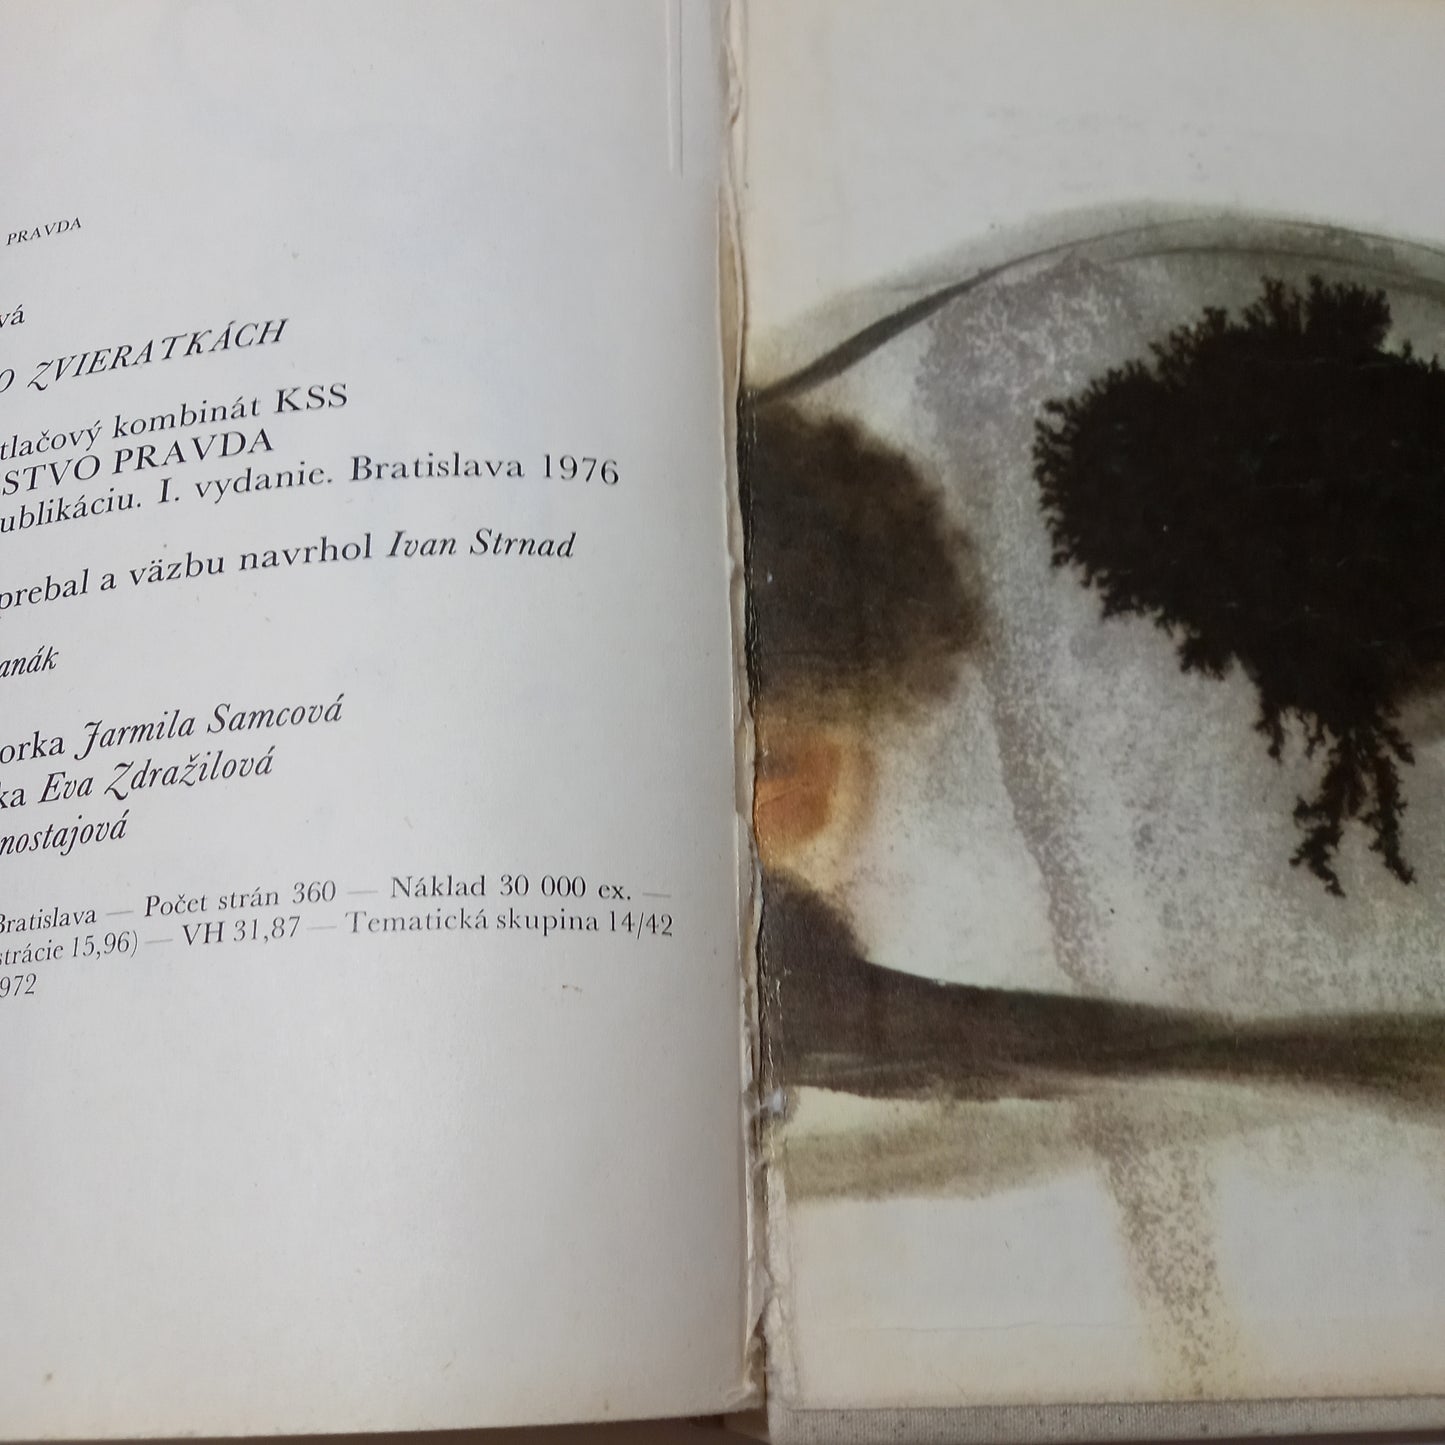 PRAVDA
vá
O ZVIERATKÁCH
tlačový kombinát KSS
STVO PRAVDA
ublikáciu. I. vydanie. Bratislava 1976
prebal a väzbu navrhol Ivan Strnad
anák
orka Jarmila Samcová
ka Eva Zdražilová
nostajová
Bratislava — Počet strán 360 — Náklad 30 000 ex. —
strácie 15,96) — VH 31,87 — Tematická skupina 14/42
972